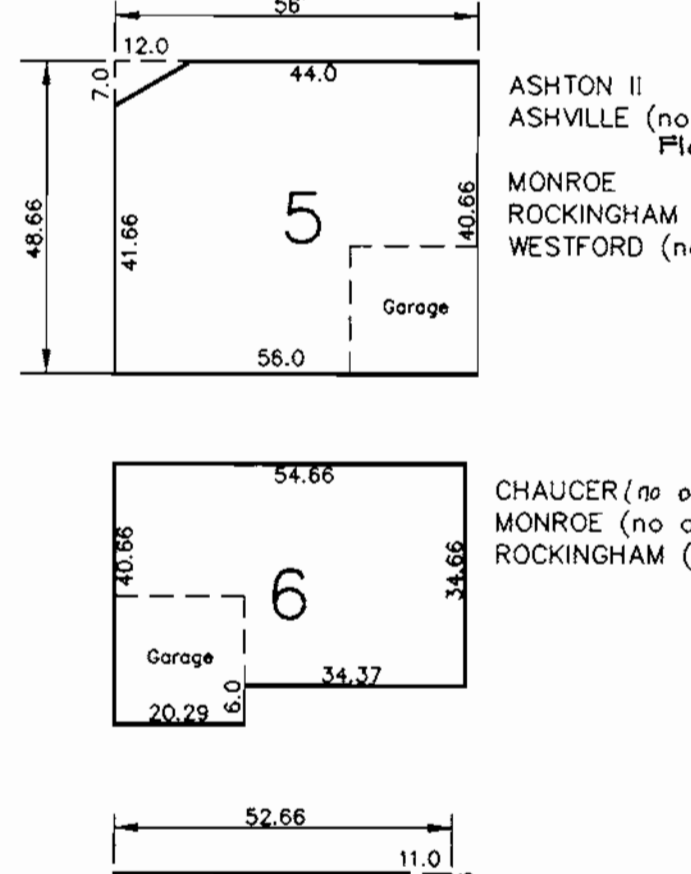 56
12.0
7.0
44.0
48.66
41.66
5
40.66
Garage
56.0
ASHTON II
ASHVILLE (no
MONROE
ROCKINGHAM
WESTFORD
54.66
40.66
6
34.66
Garage
34.37
20.29
6.0
CHAUCER (no
MONROE (no
ROCKINGHAM (
52.66
11.0